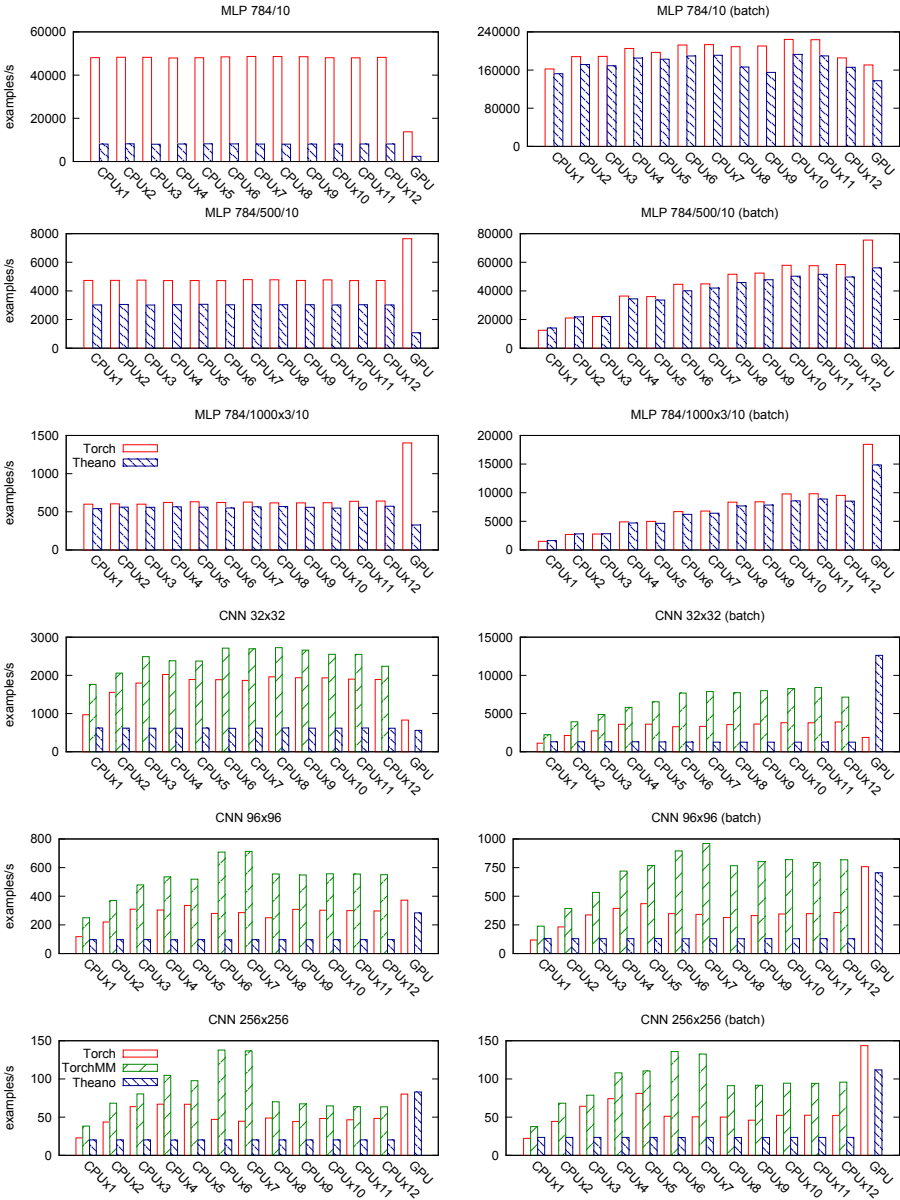 MLP 784/10
60000
40000
20000
0
examples/s
CPUx1 CPUx2 CPUx3 CPUx4 CPUx5 CPUx6 CPUx7 CPUx8 CPUx9 CPUx10 CPUx11 CPUx12 GPU
MLP 784/10 (batch)
240000
160000
80000
0
CPUx1 CPUx2 CPUx3 CPUx4 CPUx5 CPUx6 CPUx7 CPUx8 CPUx9 CPUx10 CPUx11 CPUx12 GPU
MLP 784/500/10
8000
6000
4000
2000
0
examples/s
CPUx1 CPUx2 CPUx3 CPUx4 CPUx5 CPUx6 CPUx7 CPUx8 CPUx9 CPUx10 CPUx11 CPUx12 GPU
MLP 784/500/10 (batch)
80000
60000
40000
20000
0
CPUx1 CPUx2 CPUx3 CPUx4 CPUx5 CPUx6 CPUx7 CPUx8 CPUx9 CPUx10 CPUx11 CPUx12 GPU
MLP 784/1000x3/10
1500
1000
500
0
examples/s
Torch
Theano
CPUx1 CPUx2 CPUx3 CPUx4 CPUx5 CPUx6 CPUx7 CPUx8 CPUx9 CPUx10 CPUx11 CPUx12 GPU
MLP 784/1000x3/10 (batch)
20000
15000
10000
5000
0
CPUx1 CPUx2 CPUx3 CPUx4 CPUx5 CPUx6 CPUx7 CPUx8 CPUx9 CPUx10 CPUx11 CPUx12 GPU
CNN 32x32
3000
2000
1000
0
examples/s
CPUx1 CPUx2 CPUx3 CPUx4 CPUx5 CPUx6 CPUx7 CPUx8 CPUx9 CPUx10 CPUx11 CPUx12 GPU
CNN 32x32 (batch)
15000
10000
5000
0
CPUx1 CPUx2 CPUx3 CPUx4 CPUx5 CPUx6 CPUx7 CPUx8 CPUx9 CPUx10 CPUx11 CPUx12 GPU
CNN 96x96
800
600
400
200
0
examples/s
CPUx1 CPUx2 CPUx3 CPUx4 CPUx5 CPUx6 CPUx7 CPUx8 CPUx9 CPUx10 CPUx11 CPUx12 GPU
CNN 96x96 (batch)
1000
750
500
250
0
CPUx1 CPUx2 CPUx3 CPUx4 CPUx5 CPUx6 CPUx7 CPUx8 CPUx9 CPUx10 CPUx11 CPUx12 GPU
CNN 256x256
150
100
50
0
examples/s
Torch
TorchMM
Theano
CPUx1 CPUx2 CPUx3 CPUx4 CPUx5 CPUx6 CPUx7 CPUx8 CPUx9 CPUx10 CPUx11 CPUx12 GPU
CNN 256x256 (batch)
150
100
50
0
CPUx1 CPUx2 CPUx3 CPUx4 CPUx5 CPUx6 CPUx7 CPUx8 CPUx9 CPUx10 CPUx11 CPUx12 GPU